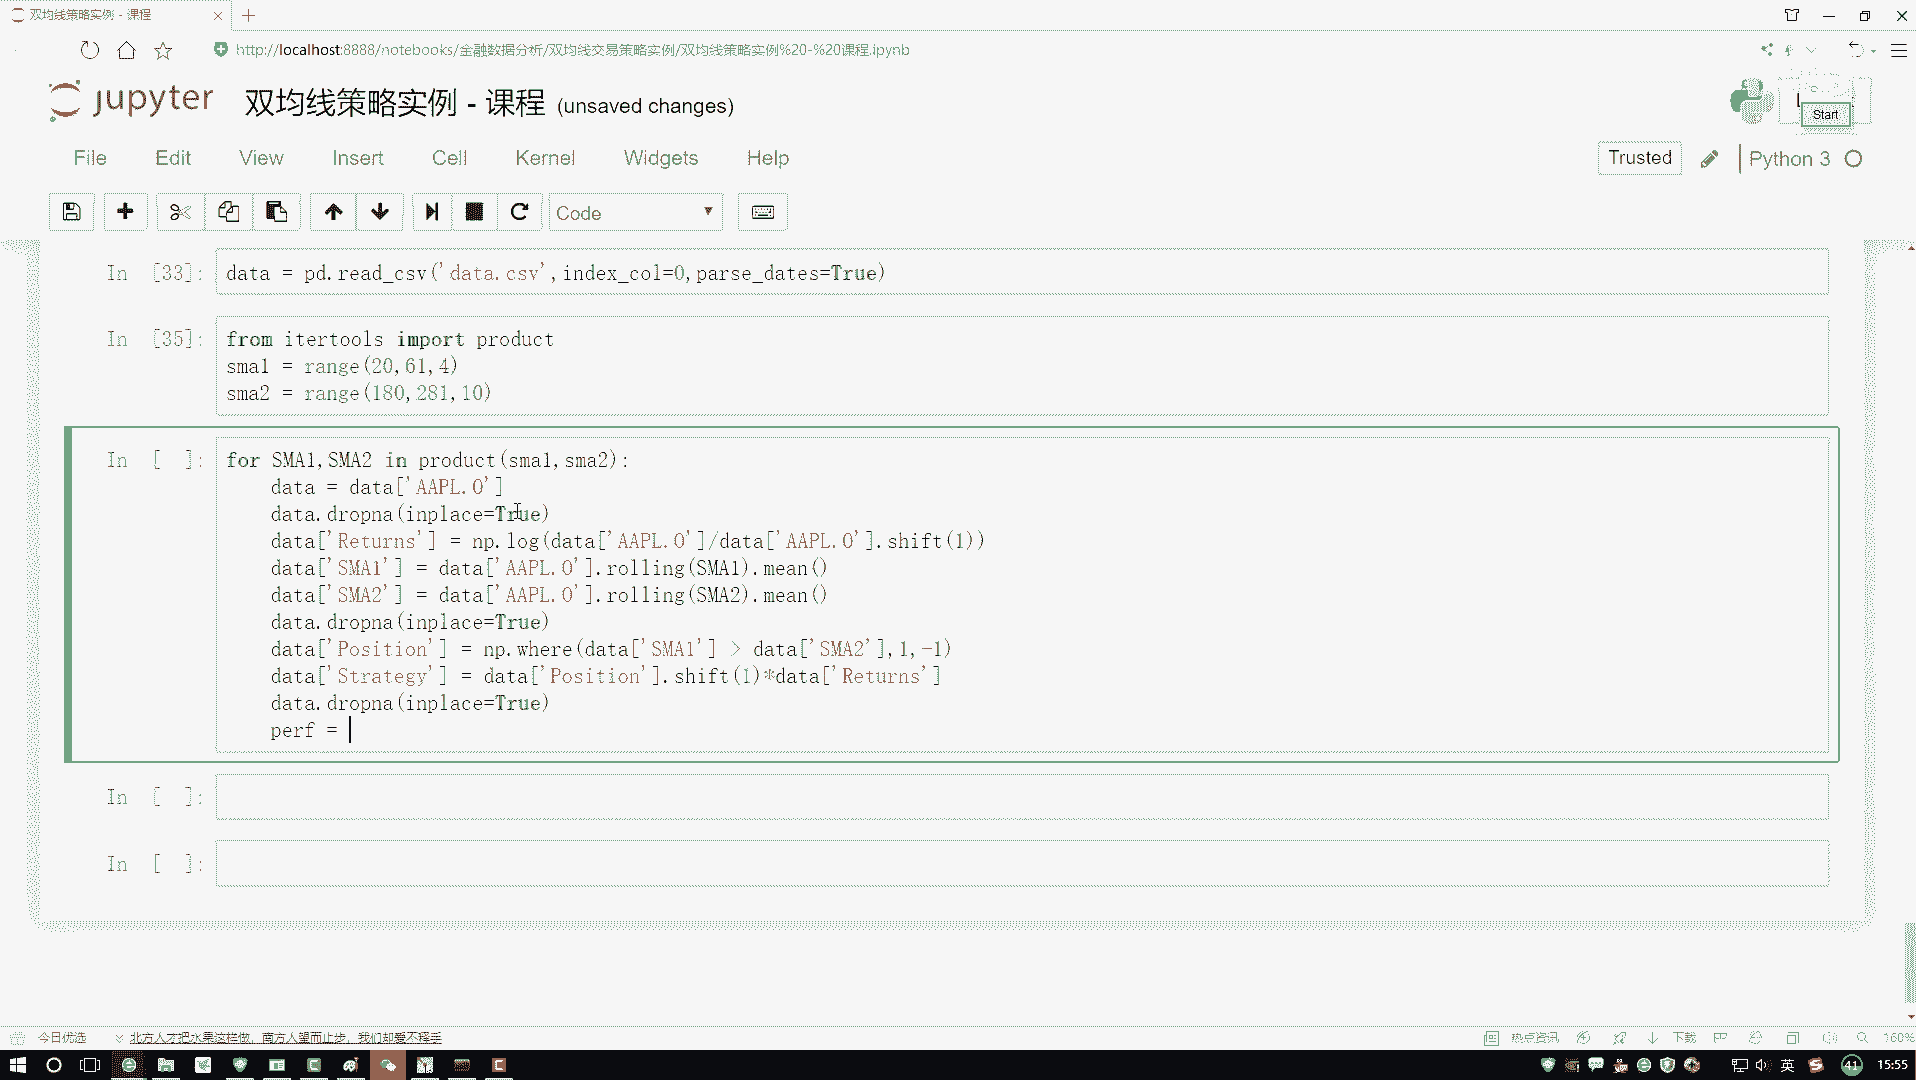 双均线策略实例 - 课程
http://localhost:8888/notebooks/金融数据分析/双均线交易策略实例/双均线策略实例%20-%20课程.ipynb
jupyter 双均线策略实例 - 课程 (unsaved changes)
Start
File Edit View Insert Cell Kernel Widgets Help
Trusted Python 3
Code
In [33]: data = pd.read_csv('data.csv',index_col=0,parse_dates=True)
In [35]: from itertools import product
sma1 = range(20,61,4)
sma2 = range(180,281,10)
In [ ]: for SMA1,SMA2 in product(sma1,sma2):
data = data['AAPL.O']
data.dropna(inplace=True)
data['Returns'] = np.log(data['AAPL.O']/data['AAPL.O'].shift(1))
data['SMA1'] = data['AAPL.O'].rolling(SMA1).mean()
data['SMA2'] = data['AAPL.O'].rolling(SMA2).mean()
data.dropna(inplace=True)
data['Position'] = np.where(data['SMA1'] > data['SMA2'],1,-1)
data['Strategy'] = data['Position'].shift(1)*data['Returns']
data.dropna(inplace=True)
perf =
In [ ]:
In [ ]:
今日优选 北方人才把水果这样做，南方人望而止步，我们却爱不释手
热点资讯 下载 160%
英 41 15:55